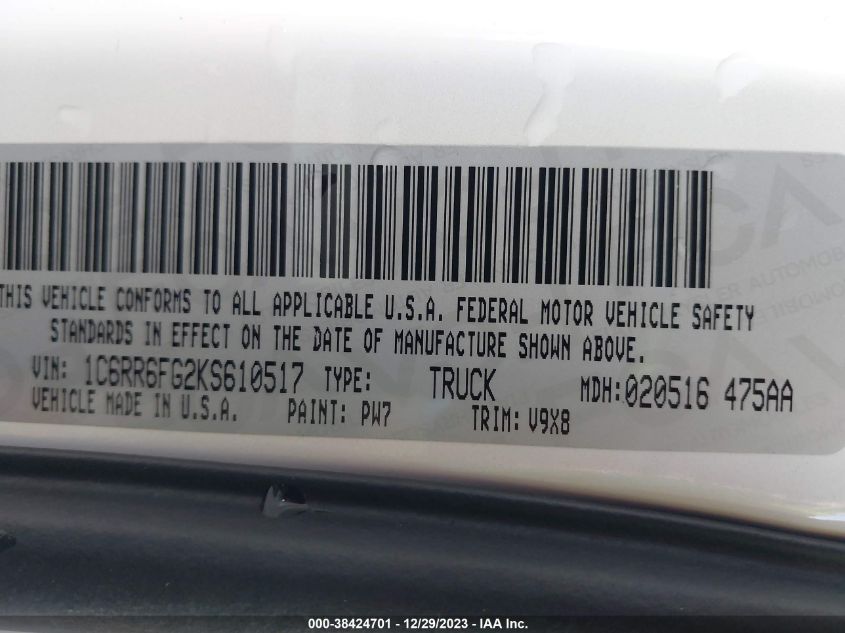 THIS VEHICLE CONFORMS TO ALL APPLICABLE U.S.A. FEDERAL MOTOR VEHICLE SAFETY
STANDARDS IN EFFECT ON THE DATE OF MANUFACTURE SHOWN ABOVE.
VIN: 1C6RR6FG2KS610517 TYPE: TRUCK MDH:020516 475AA
VEHICLE MADE IN U.S.A. PAINT: PW7 TRIM: V9X8
000-38424701 - 12/29/2023 - IAA Inc.